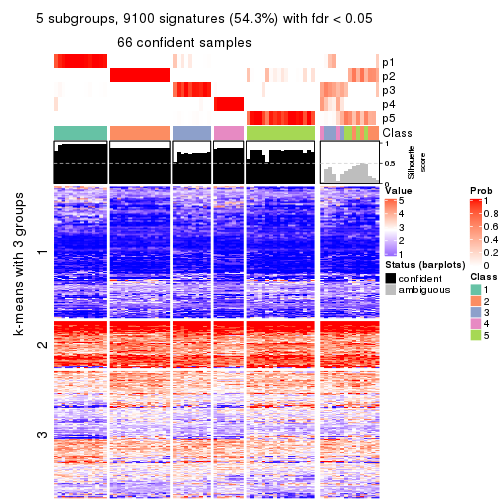 5 subgroups, 9100 signatures (54.3%) with fdr < 0.05
66 confident samples
p1
p2
p3
p4
p5
Class
1
0.5
0
Silhouette
score
k-means with 3 groups
1
2
3
Value
5
4
3
2
1
Status (barplots)
confident
ambiguous
Prob
1
0.8
0.6
0.4
0.2
0
Class
1
2
3
4
5